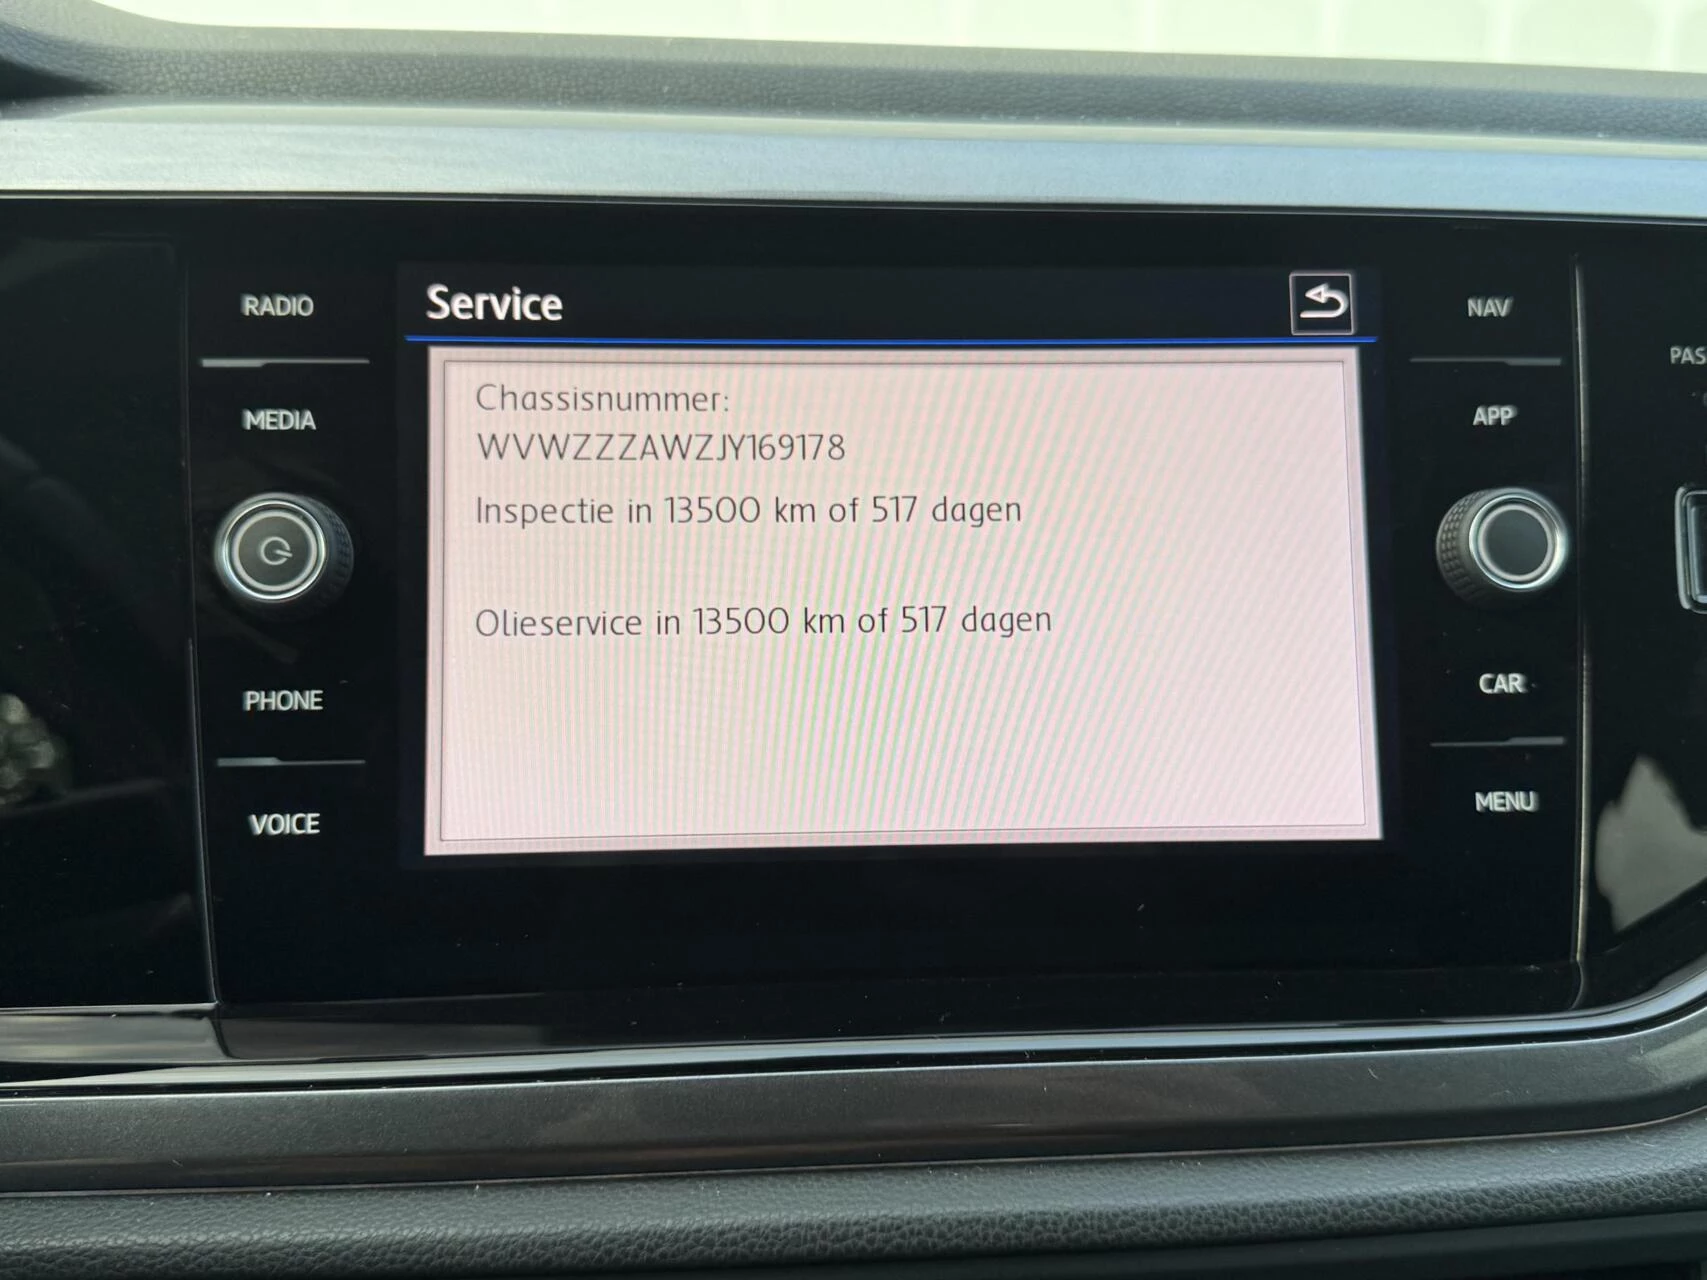 RADIO
MEDIA
PHONE
VOICE
Service
Chassisnummer:
WVWZZZAWZJY169178
Inspectie in 13500 km of 517 dagen
Olieservice in 13500 km of 517 dagen
NAV
APP
CAR
MENU
PAS